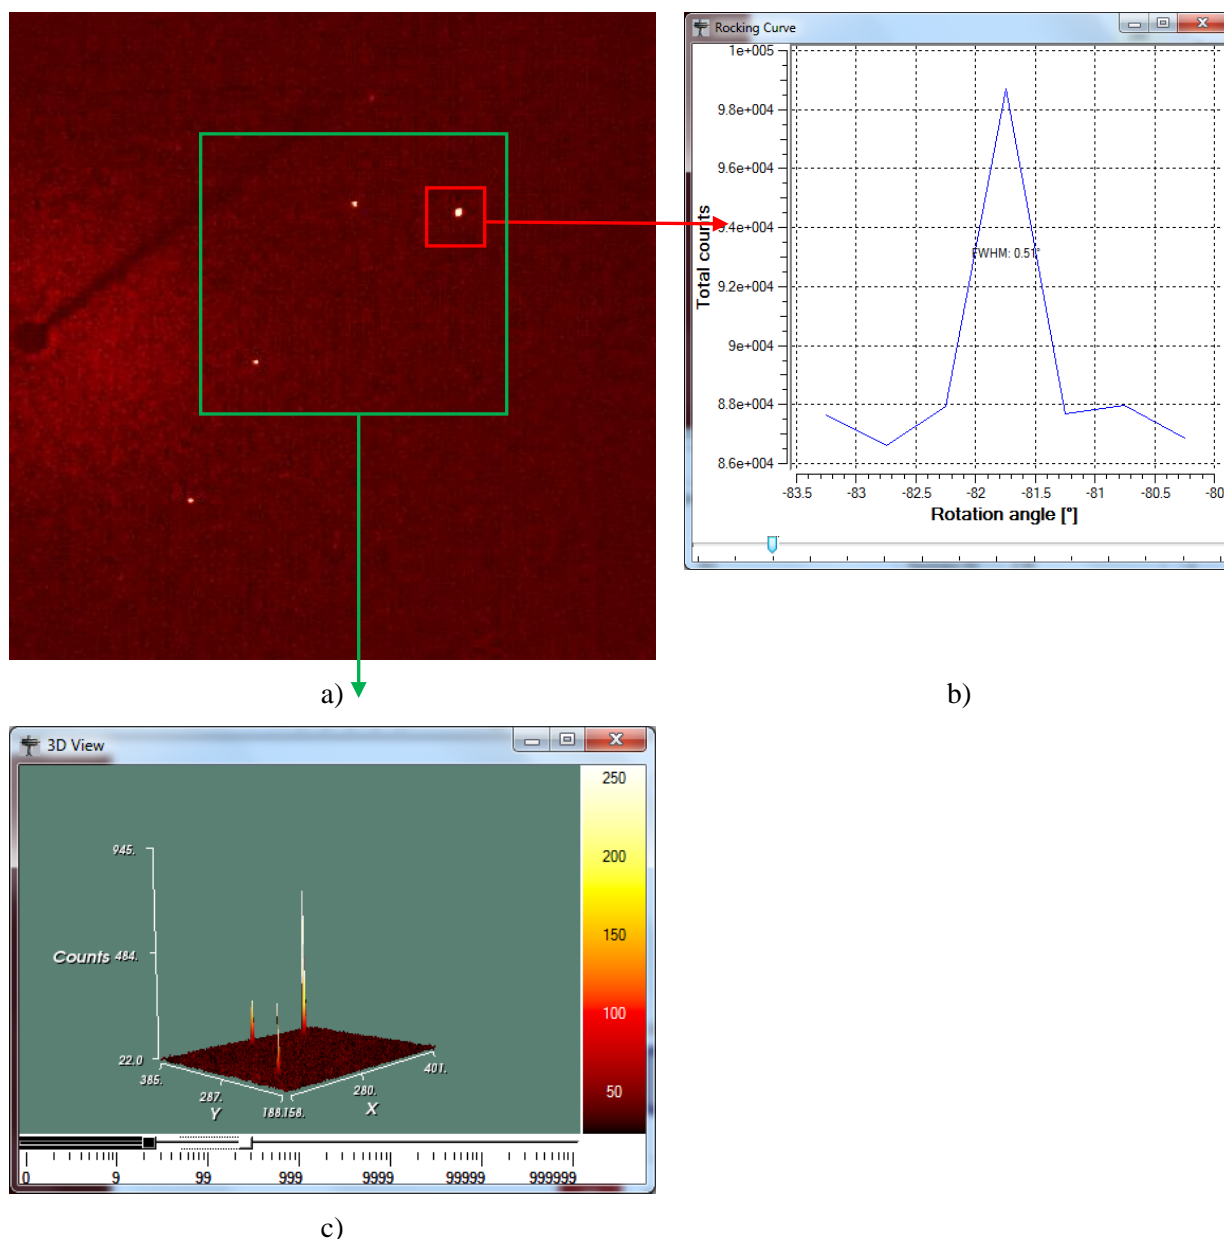 Rocking Curve
1e+005
9.8e+004
9.6e+004
9.4e+004
9.2e+004
9e+004
8.8e+004
8.6e+004
Total counts
FWHM: 0.51°
-83.5 -83 -82.5 -82 -81.5 -81 -80.5 -80
Rotation angle [°]
a)
b)
3D View
945.
Counts 484.
22.0
385.
287.
Y
188.158.
280.
X
401.
250
200
150
100
50
0 9 99 999 9999 99999 999999
c)